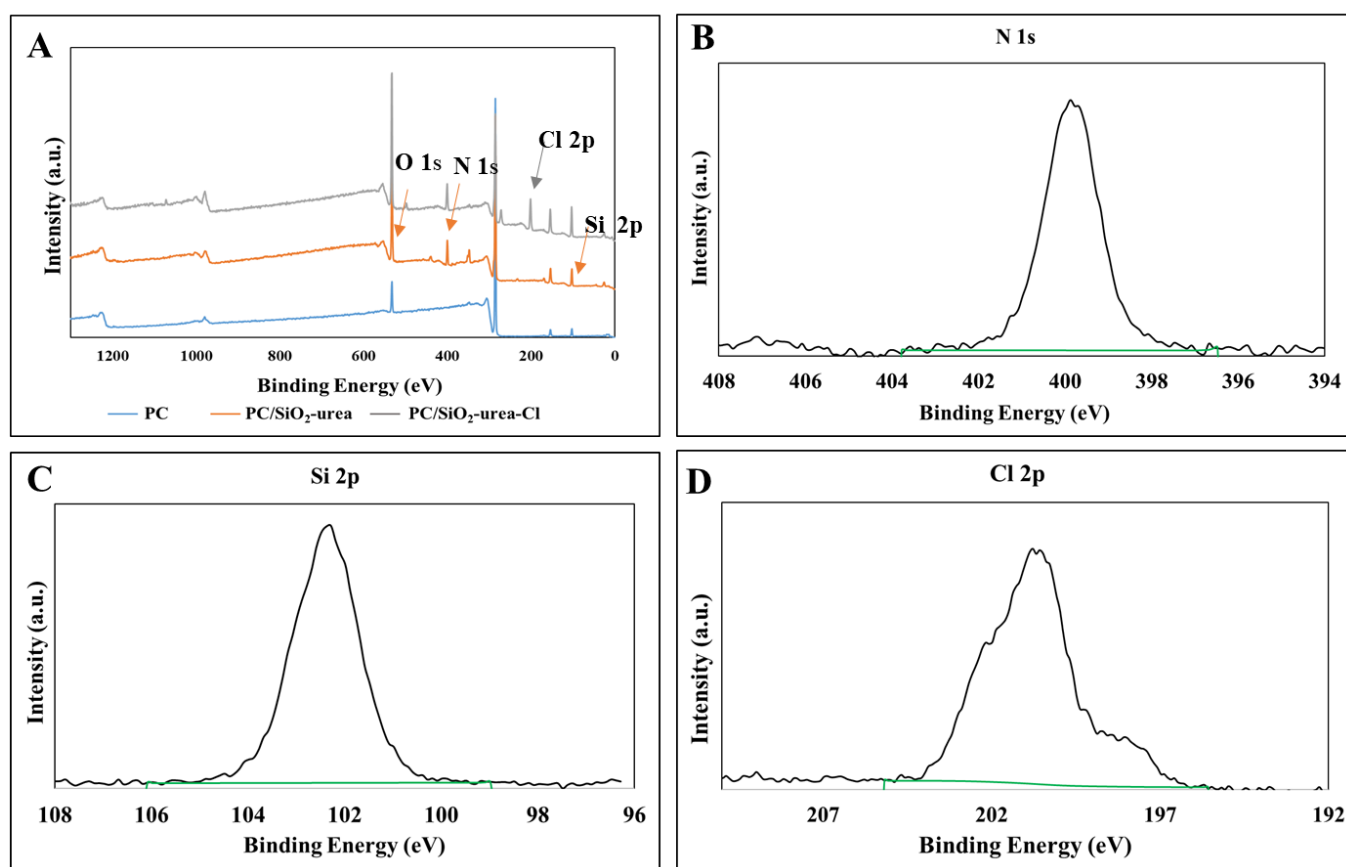 A
Intensity (a.u.)
O 1s
N 1s
Cl 2p
Si 2p
1200 1000 800 600 400 200 0
Binding Energy (eV)
PC PC/SiO₂-urea PC/SiO₂-urea-Cl
B
N 1s
Intensity (a.u.)
408 406 404 402 400 398 396 394
Binding Energy (eV)
C
Si 2p
Intensity (a.u.)
108 106 104 102 100 98 96
Binding Energy (eV)
D
Cl 2p
Intensity (a.u.)
207 202 197 192
Binding Energy (eV)